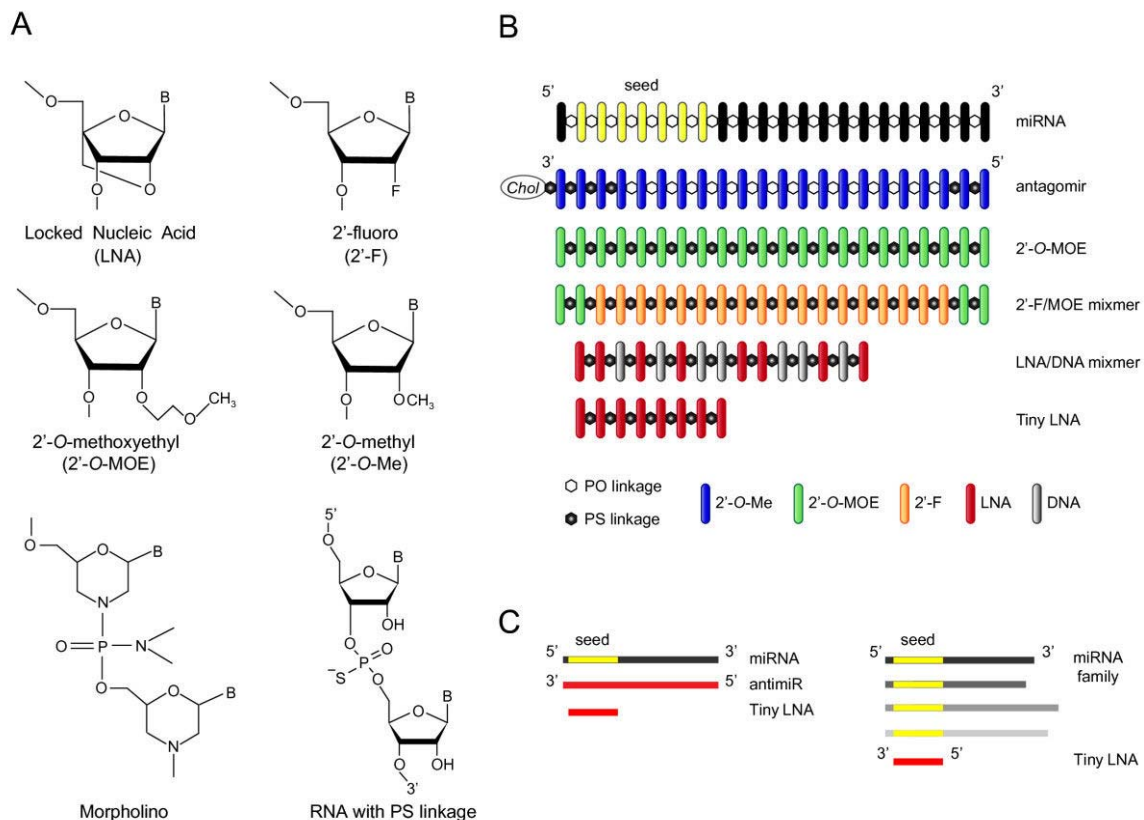 A
B
O
O
B
O
O
Locked Nucleic Acid
(LNA)
O
O
B
O
F
2'-fluoro
(2'-F)
O
O
B
O
O
O
CH3
2'-O-methoxyethyl
(2'-O-MOE)
O
O
B
O
OCH3
2'-O-methyl
(2'-O-Me)
O
O
B
N
O
P
N
O
O
B
N
Morpholino
5'
O
O
B
OH
O
O
P
−S
O
O
B
O
OH
3'
RNA with PS linkage
5'
seed
3'
miRNA
3'
5'
Chol
antagomir
2'-O-MOE
2'-F/MOE mixmer
LNA/DNA mixmer
Tiny LNA
PO linkage
PS linkage
2'-O-Me
2'-O-MOE
2'-F
LNA
DNA
C
seed
5'
3'
miRNA
3'
5'
antimiR
Tiny LNA
seed
5'
3'
miRNA
family
3'
5'
Tiny LNA